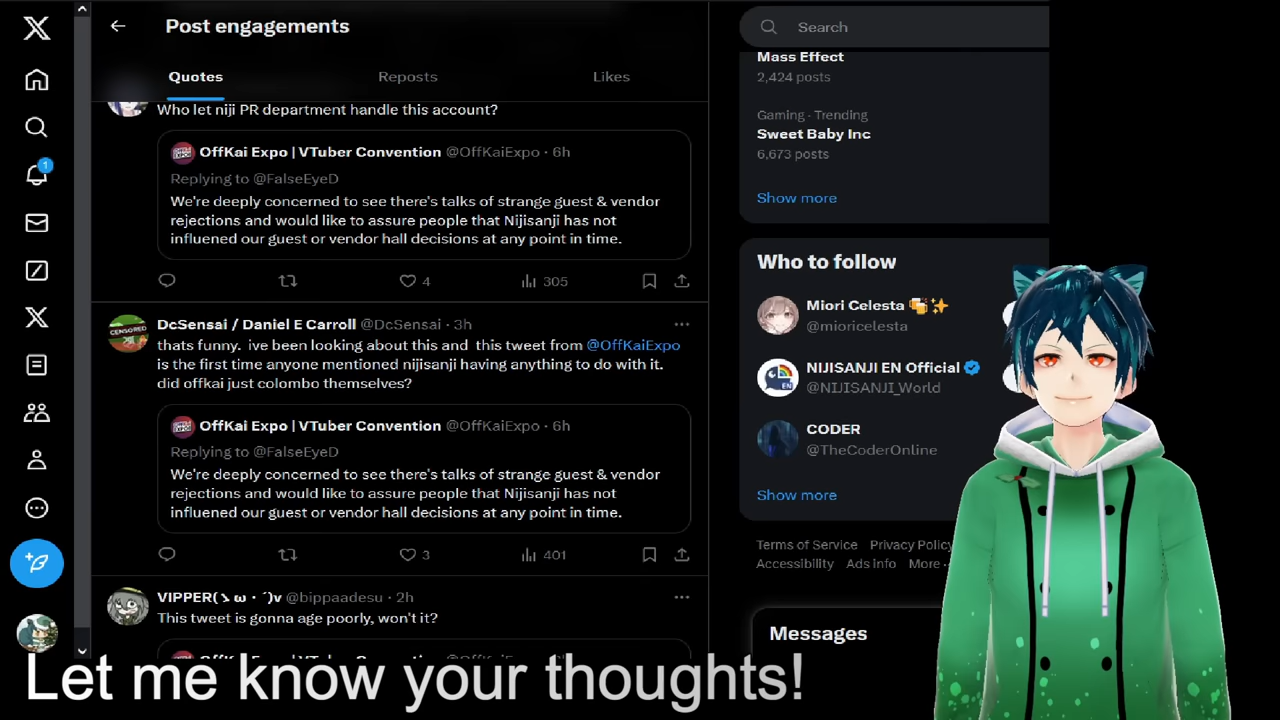 Post engagements
Search
Quotes
Reposts
Likes
Mass Effect
2,424 posts
Gaming · Trending
Sweet Baby Inc
6,673 posts
Show more
Who let niji PR department handle this account?
OffKai Expo | VTuber Convention @OffKaiExpo · 6h
Replying to @FalseEyeD
We're deeply concerned to see there's talks of strange guest & vendor
rejections and would like to assure people that Nijisanji has not
influened our guest or vendor hall decisions at any point in time.
4
305
DcSensai / Daniel E Carroll @DcSensai · 3h
thats funny. ive been looking about this and this tweet from @OffKaiExpo
is the first time anyone mentioned nijisanji having anything to do with it.
did offkai just colombo themselves?
OffKai Expo | VTuber Convention @OffKaiExpo · 6h
Replying to @FalseEyeD
We're deeply concerned to see there's talks of strange guest & vendor
rejections and would like to assure people that Nijisanji has not
influened our guest or vendor hall decisions at any point in time.
3
401
VIPPER(ﾝω・´)v @bippaadesu · 2h
This tweet is gonna age poorly, won't it?
Who to follow
Miori Celesta 🍻✨
@mioricelesta
NIJISANJI EN Official
@NIJISANJI_World
CODER
@TheCoderOnline
Show more
Terms of Service Privacy Policy
Accessibility Ads info More
Messages
1
CENSORED
EN
Let me know your thoughts!